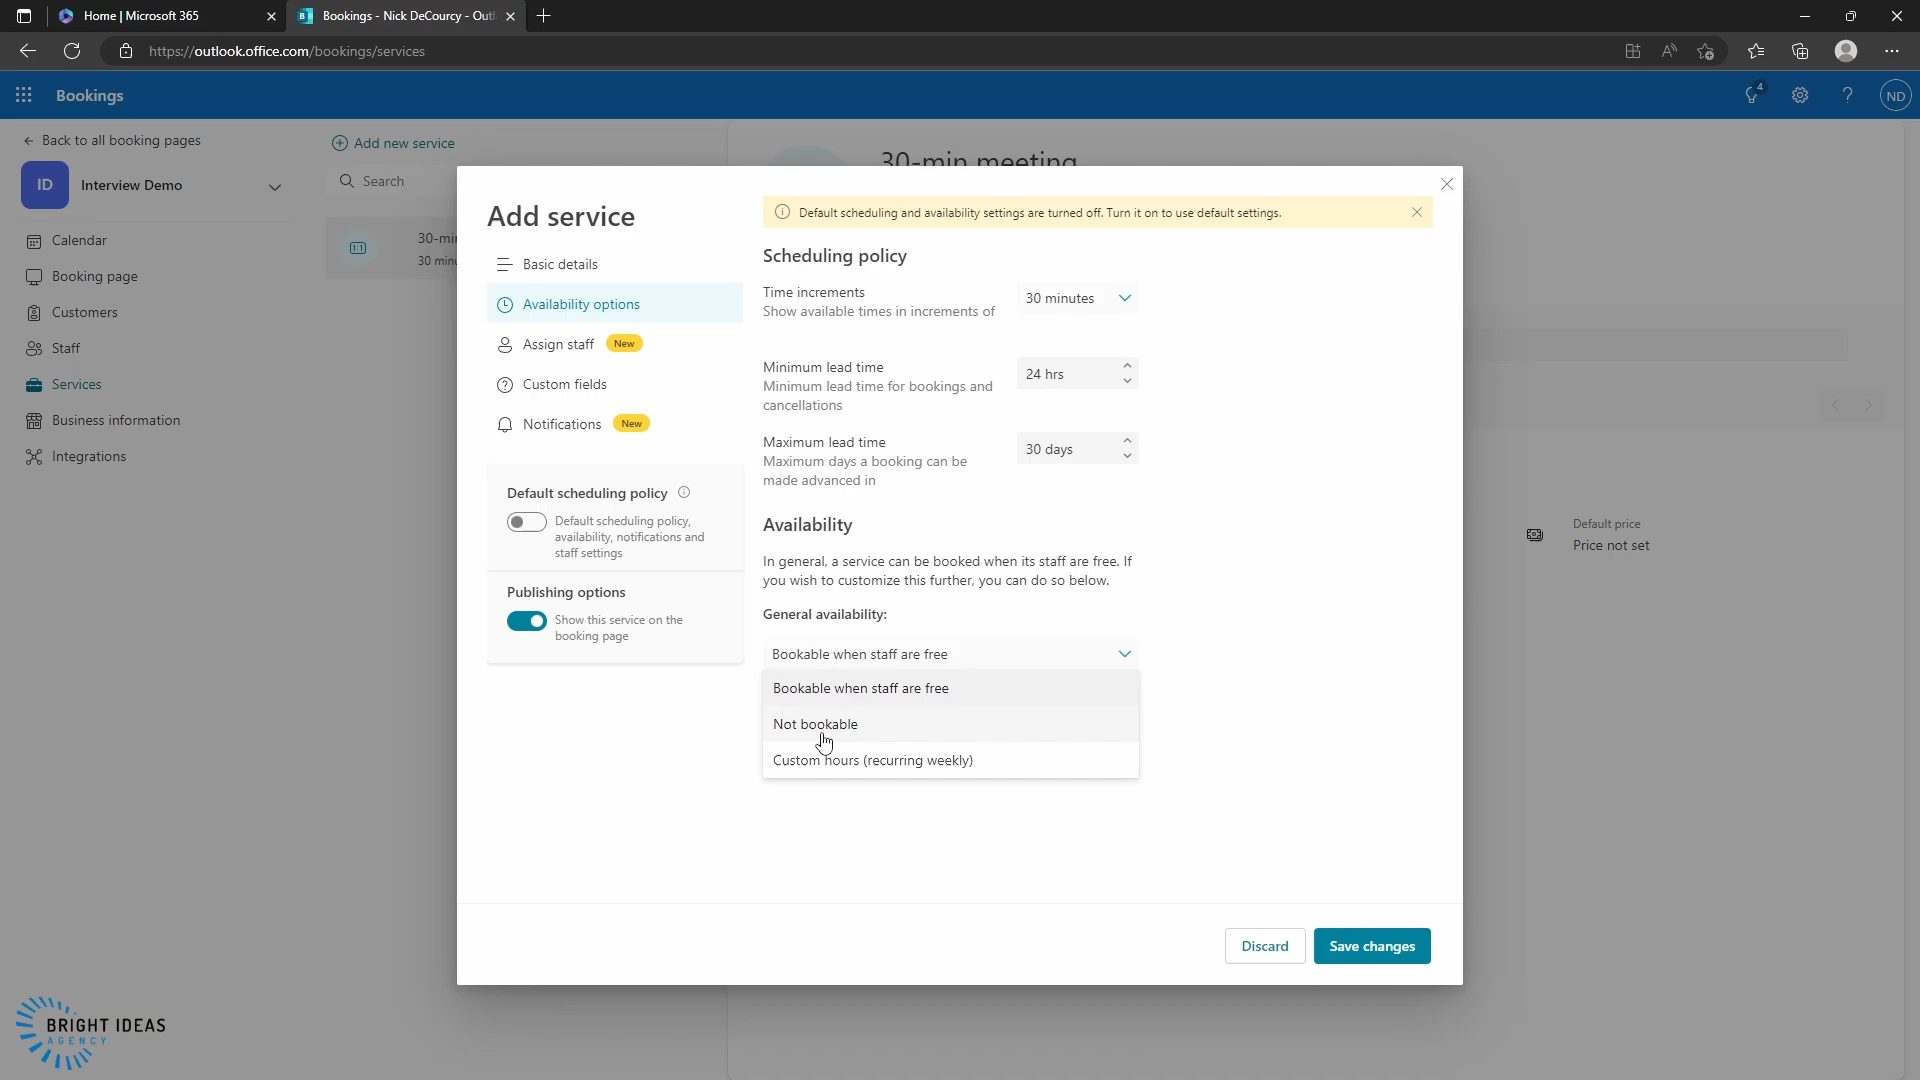 Home | Microsoft 365
Bookings - Nick DeCourcy - Outl
https://outlook.office.com/bookings/services
Bookings
4
ND
Back to all booking pages
ID
Interview Demo
Calendar
Booking page
Customers
Staff
Services
Business information
Integrations
Add new service
Search
1:1
30-min
30 minu
30-min meeting
Default price
Price not set
Add service
Basic details
Availability options
Assign staff New
Custom fields
Notifications New
Default scheduling policy
Default scheduling policy,
availability, notifications and
staff settings
Publishing options
Show this service on the
booking page
Default scheduling and availability settings are turned off. Turn it on to use default settings.
Scheduling policy
Time increments
Show available times in increments of
30 minutes
Minimum lead time
Minimum lead time for bookings and
cancellations
24 hrs
Maximum lead time
Maximum days a booking can be
made advanced in
30 days
Availability
In general, a service can be booked when its staff are free. If
you wish to customize this further, you can do so below.
General availability:
Bookable when staff are free
Bookable when staff are free
Not bookable
Custom hours (recurring weekly)
Discard
Save changes
BRIGHT IDEAS
AGENCY